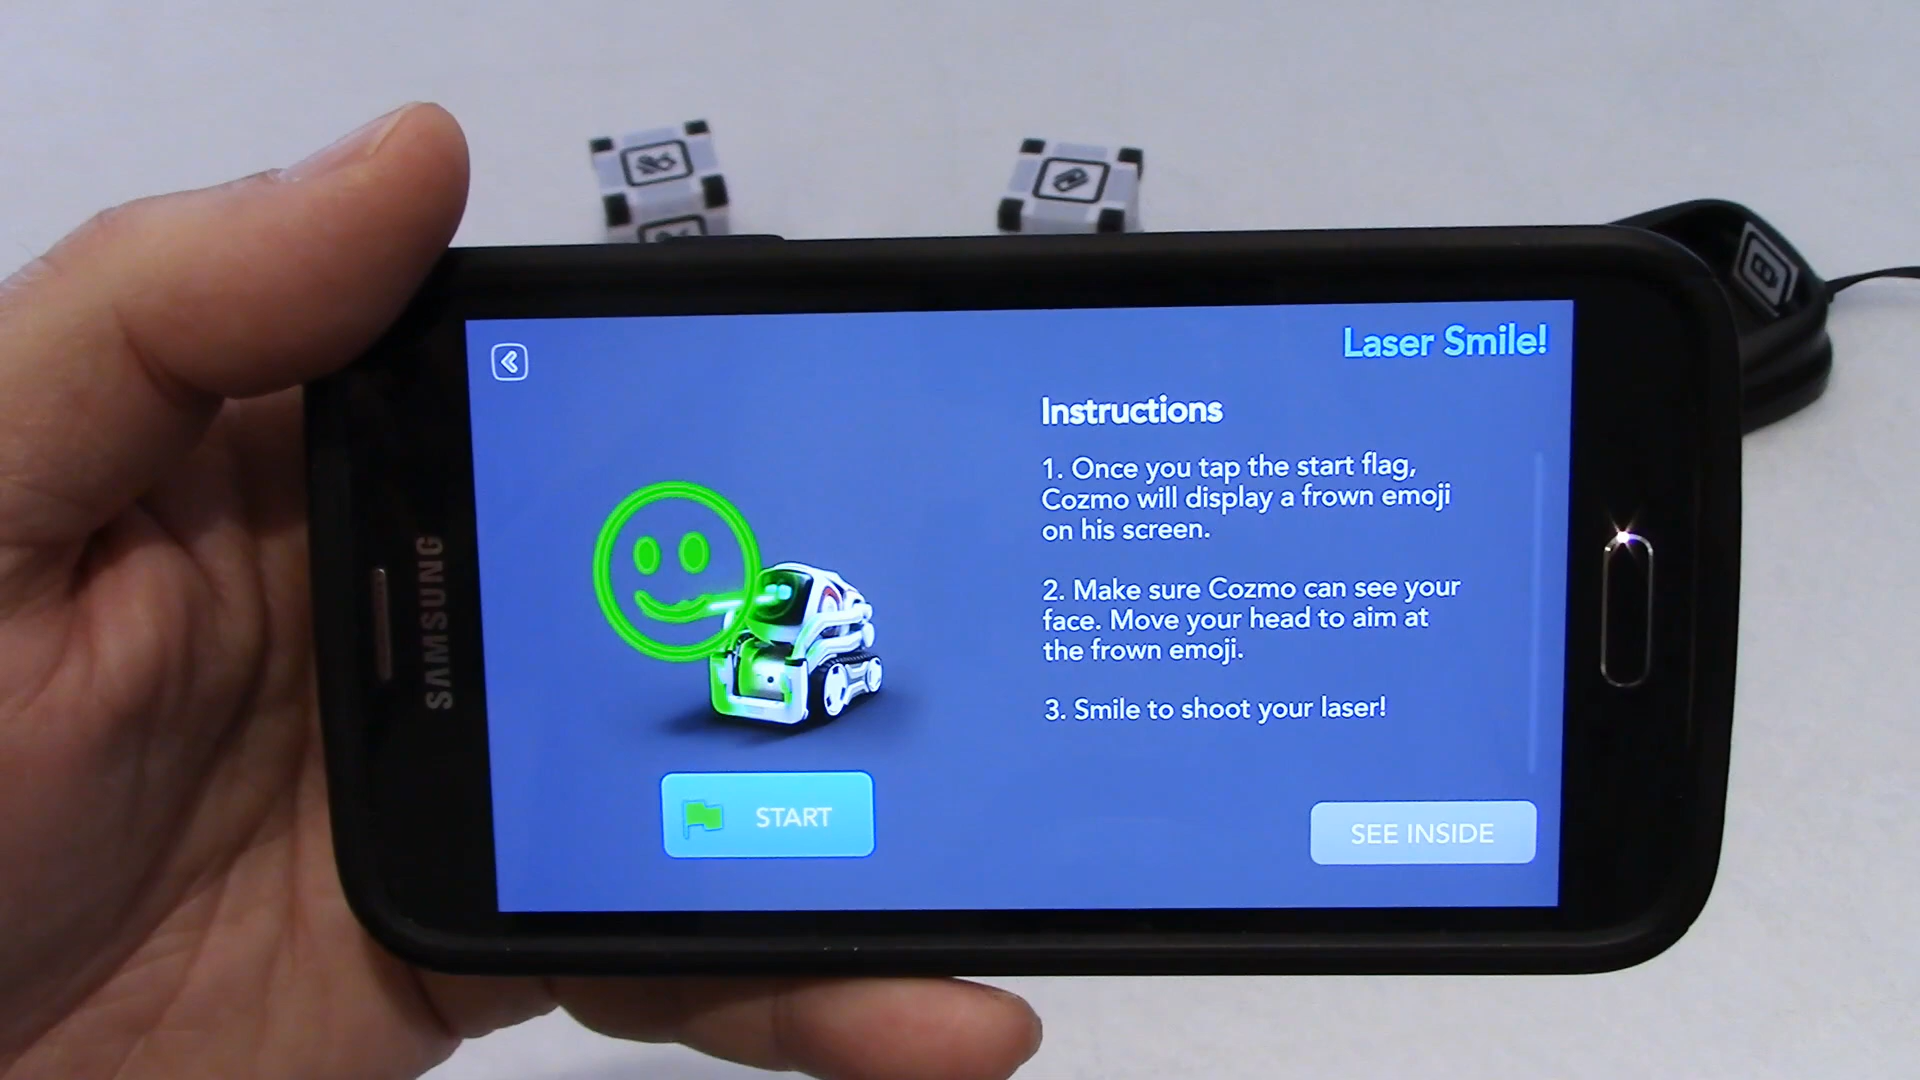 Laser Smile!
Instructions
1. Once you tap the start flag,
Cozmo will display a frown emoji
on his screen.
2. Make sure Cozmo can see your
face. Move your head to aim at
the frown emoji.
3. Smile to shoot your laser!
START
SEE INSIDE
SAMSUNG